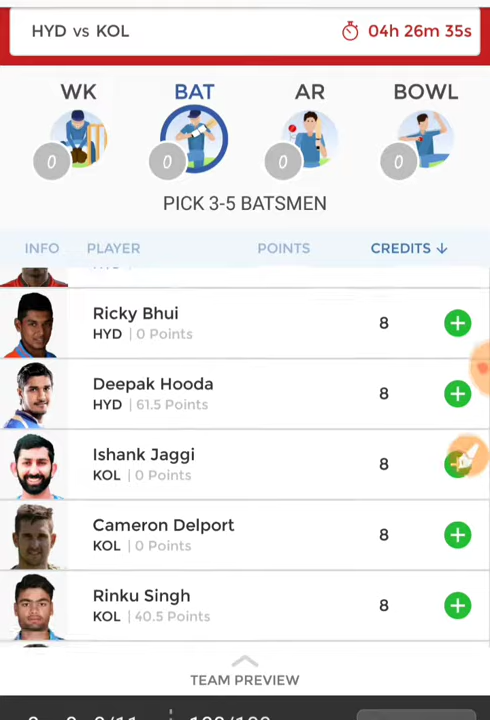 HYD vs KOL 04h 26m 35s
WK BAT AR BOWL
0 0 0 0
PICK 3-5 BATSMEN
INFO PLAYER POINTS CREDITS ↓
Ricky Bhui
HYD | 0 Points 8
Deepak Hooda
HYD | 61.5 Points 8
Ishank Jaggi
KOL | 0 Points 8
Cameron Delport
KOL | 0 Points 8
Rinku Singh
KOL | 40.5 Points 8
TEAM PREVIEW